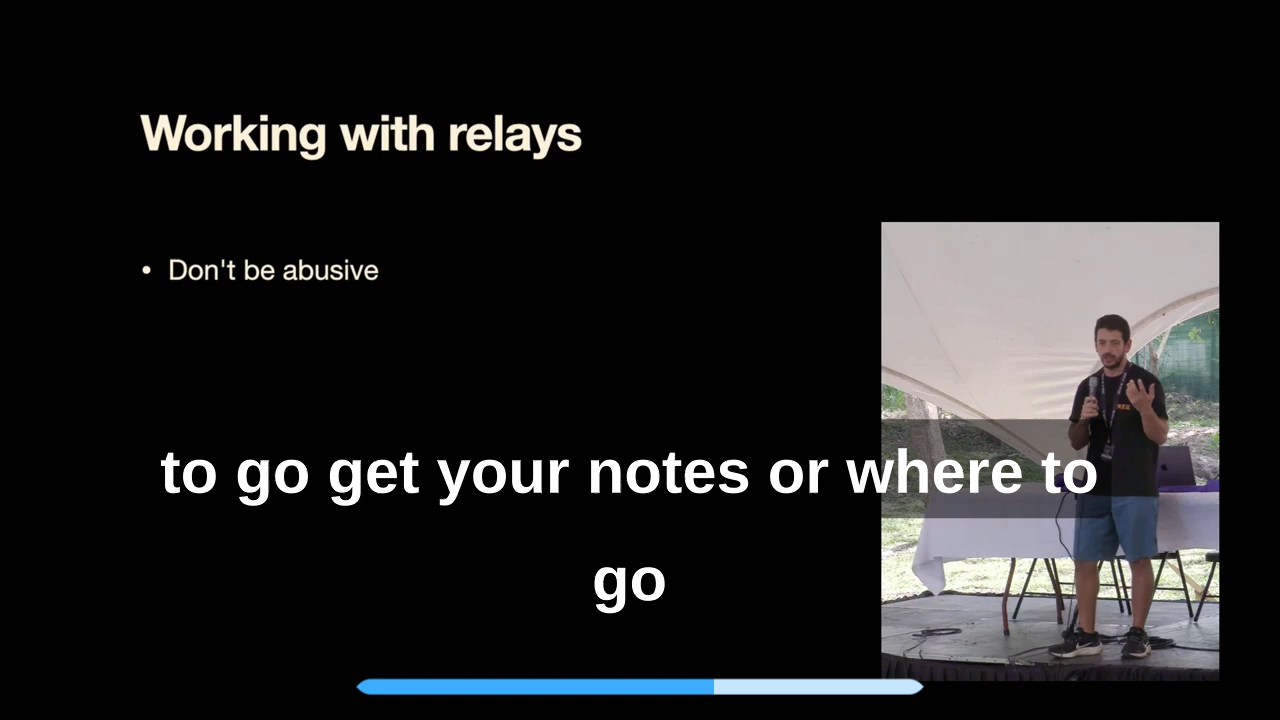 Working with relays
• Don't be abusive
to go get your notes or where to
go